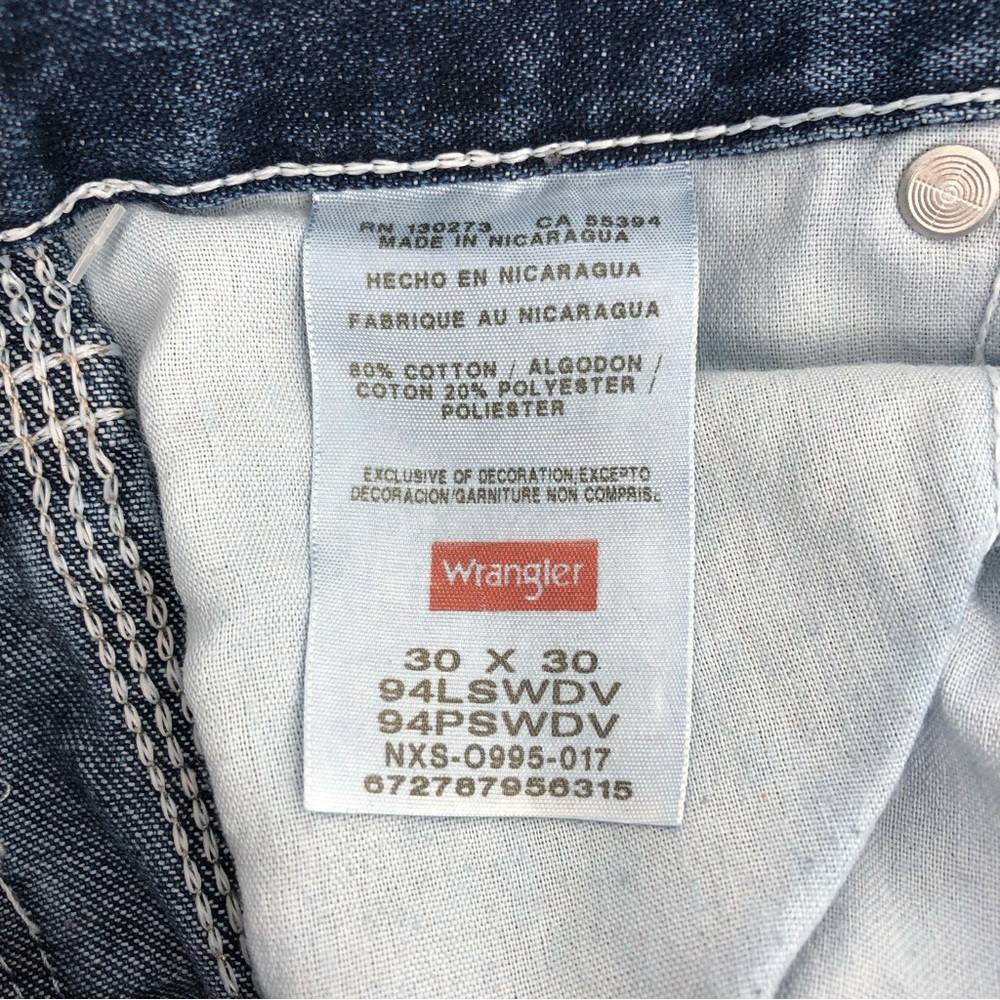 RN 130273 CA 55394
MADE IN NICARAGUA
HECHO EN NICARAGUA
FABRIQUE AU NICARAGUA
80% COTTON / ALGODON /
COTON 20% POLYESTER /
POLIESTER
EXCLUSIVE OF DECORATION/EXCEPTO
DECORACION/GARNITURE NON COMPRISE
Wrangler
30 X 30
94LSWDV
94PSWDV
NXS-O995-017
672787956315